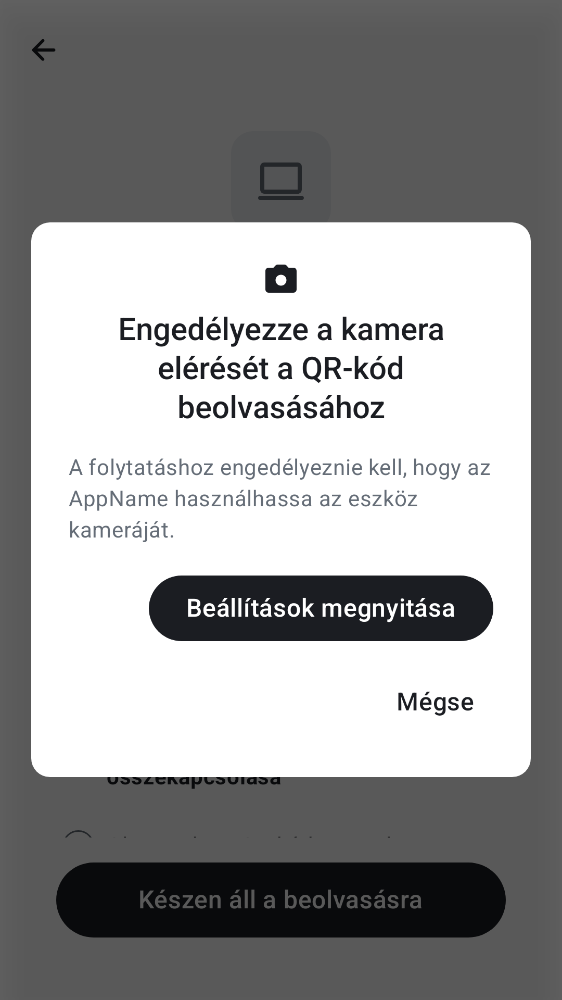 Engedélyezze a kamera
elérését a QR-kód
beolvasásához
A folytatáshoz engedélyeznie kell, hogy az
AppName használhassa az eszköz
kameráját.
Beállítások megnyitása
Mégse
összekapcsolása
Készen áll a beolvasásra